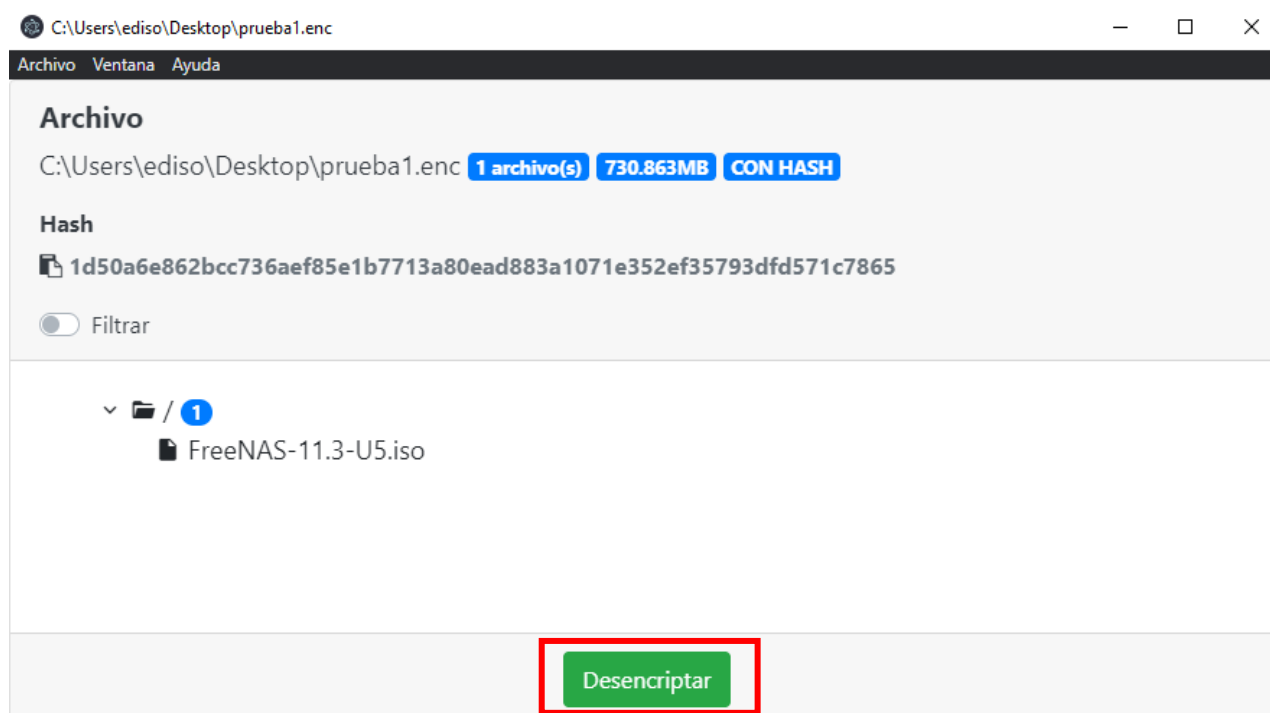 C:\Users\ediso\Desktop\prueba1.enc
Archivo Ventana Ayuda
Archivo
C:\Users\ediso\Desktop\prueba1.enc 1 archivo(s) 730.863MB CON HASH
Hash
1d50a6e862bcc736aef85e1b7713a80ead883a1071e352ef35793dfd571c7865
Filtrar
/ 1
FreeNAS-11.3-U5.iso
Desencriptar